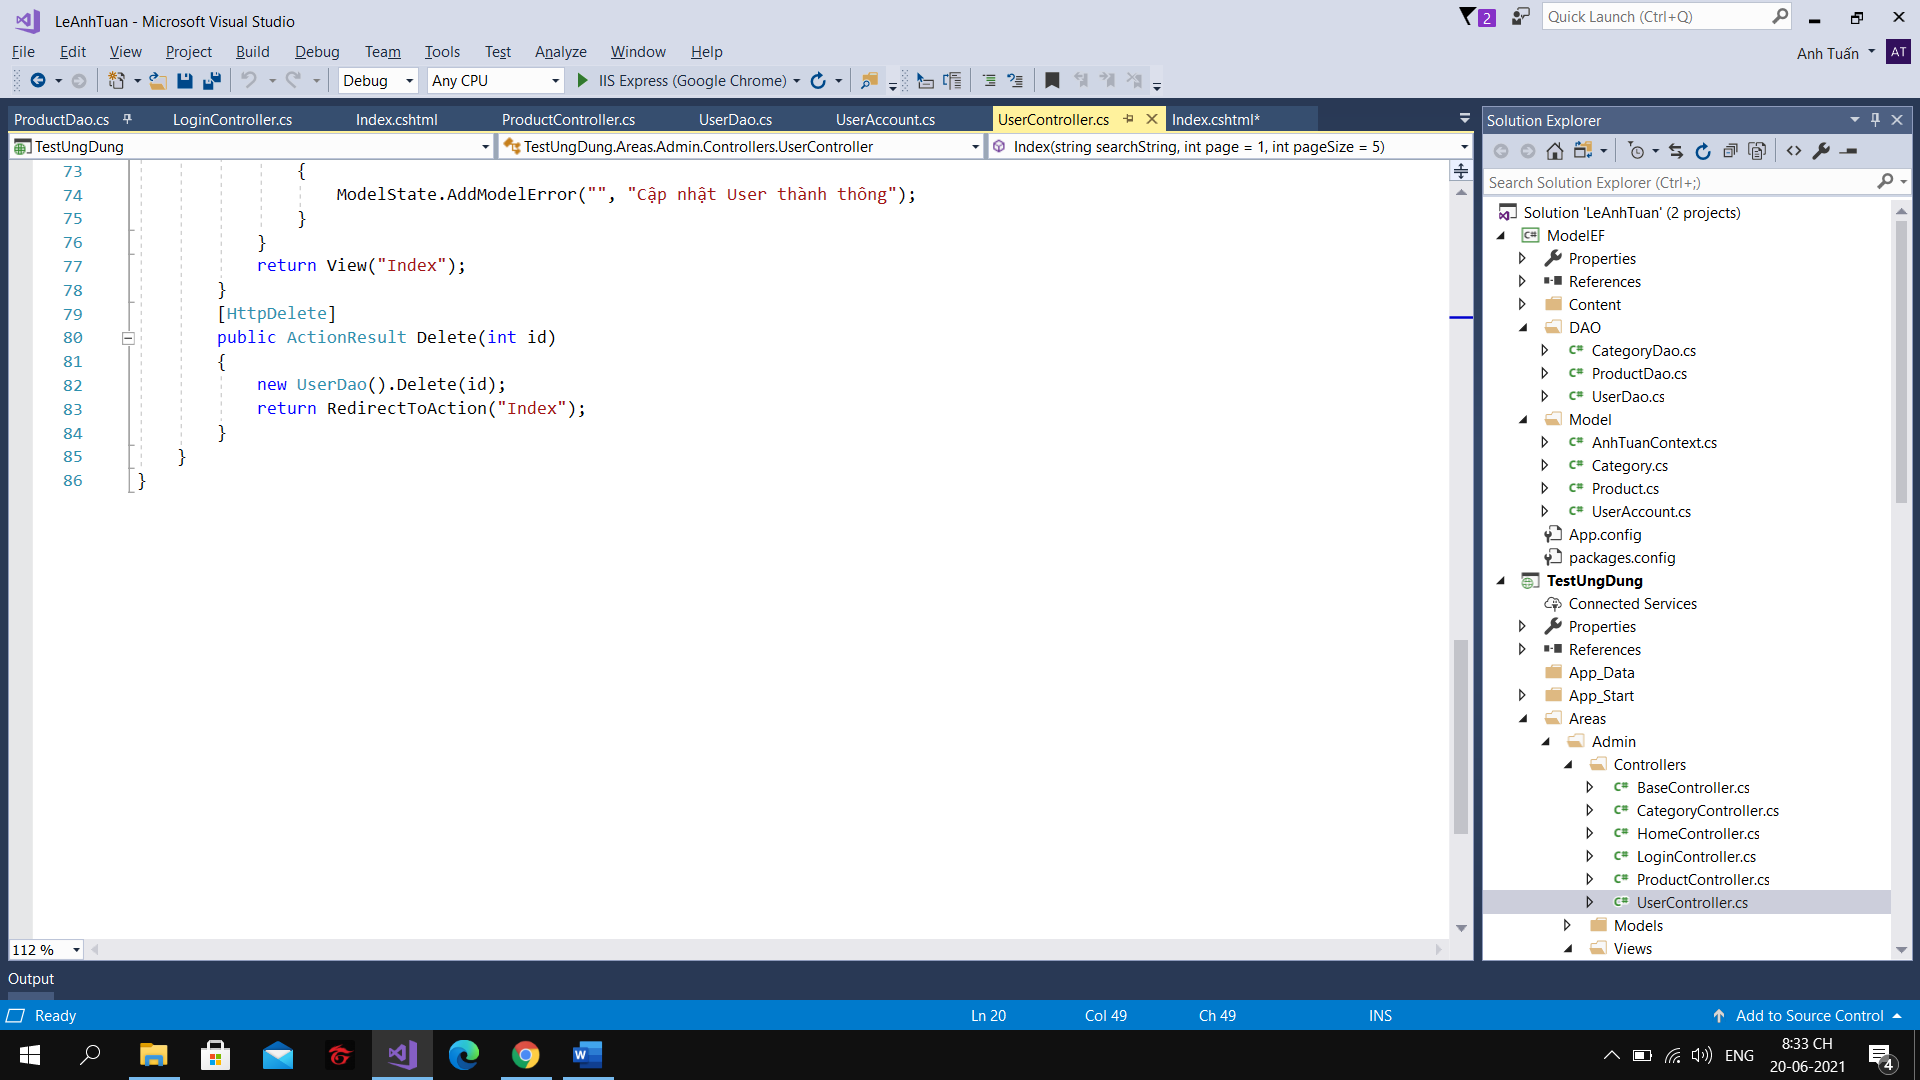 LeAnhTuan - Microsoft Visual Studio
2
Quick Launch (Ctrl+Q)
File Edit View Project Build Debug Team Tools Test Analyze Window Help
Anh Tuấn AT
Debug Any CPU IIS Express (Google Chrome)
ProductDao.cs LoginController.cs Index.cshtml ProductController.cs UserDao.cs UserAccount.cs UserController.cs Index.cshtml*
TestUngDung TestUngDung.Areas.Admin.Controllers.UserController Index(string searchString, int page = 1, int pageSize = 5)
73 {
74 ModelState.AddModelError("", "Cập nhật User thành thông");
75 }
76 }
77 return View("Index");
78 }
79 [HttpDelete]
80 public ActionResult Delete(int id)
81 {
82 new UserDao().Delete(id);
83 return RedirectToAction("Index");
84 }
85 }
86 }
112 %
Solution Explorer
Search Solution Explorer (Ctrl+;)
Solution 'LeAnhTuan' (2 projects)
C# ModelEF
Properties
References
Content
DAO
C# CategoryDao.cs
C# ProductDao.cs
C# UserDao.cs
Model
C# AnhTuanContext.cs
C# Category.cs
C# Product.cs
C# UserAccount.cs
App.config
packages.config
TestUngDung
Connected Services
Properties
References
App_Data
App_Start
Areas
Admin
Controllers
C# BaseController.cs
C# CategoryController.cs
C# HomeController.cs
C# LoginController.cs
C# ProductController.cs
C# UserController.cs
Models
Views
Output
Ready Ln 20 Col 49 Ch 49 INS Add to Source Control
ENG
8:33 CH
20-06-2021
4